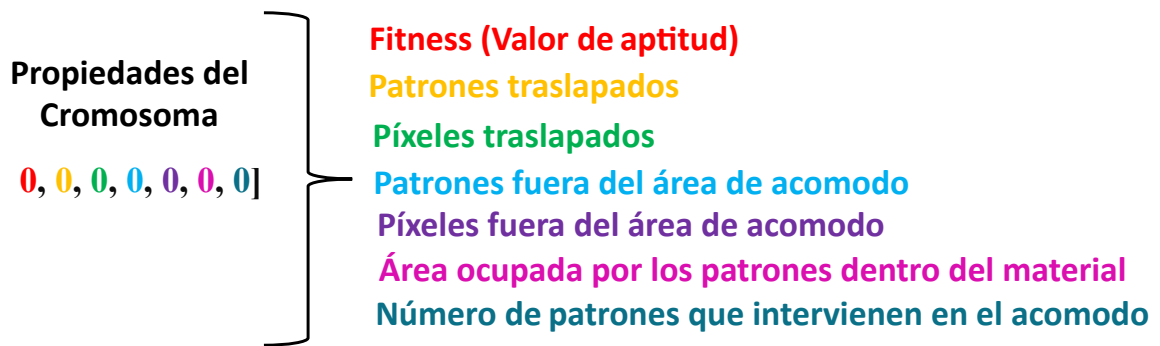 Propiedades del
Cromosoma
0, 0, 0, 0, 0, 0, 0]
Fitness (Valor de aptitud)
Patrones traslapados
Píxeles traslapados
Patrones fuera del área de acomodo
Píxeles fuera del área de acomodo
Área ocupada por los patrones dentro del material
Número de patrones que intervienen en el acomodo